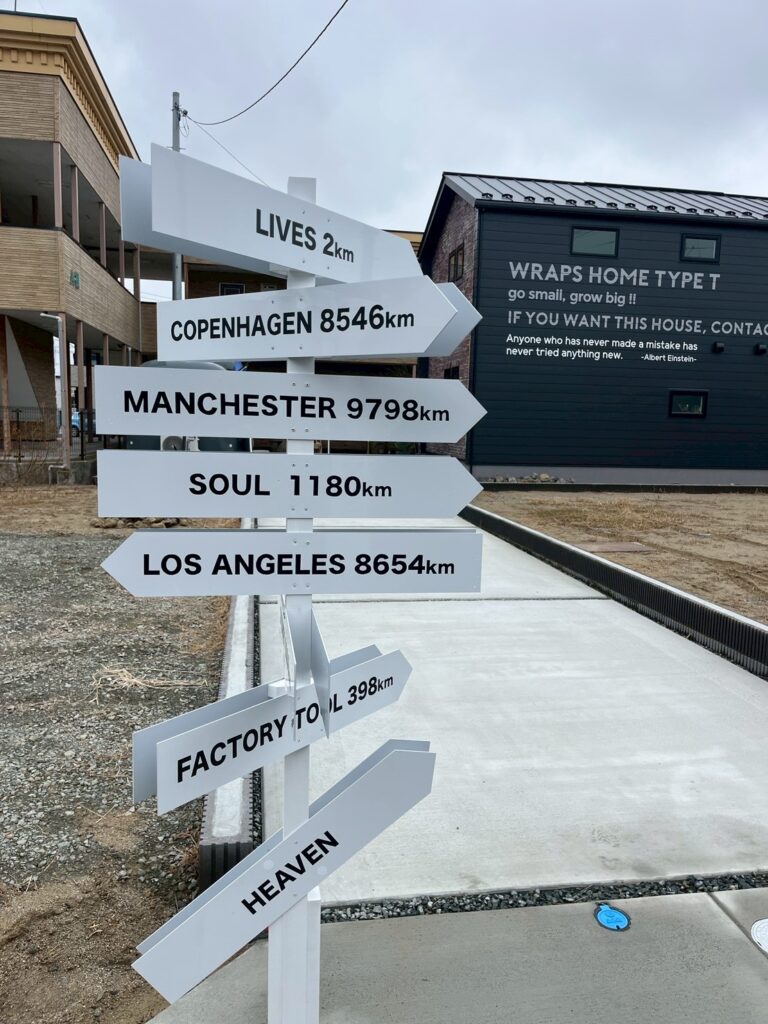 LIVES 2km
COPENHAGEN 8546km
MANCHESTER 9798km
SOUL 1180km
LOS ANGELES 8654km
FACTORY TOOL 398km
HEAVEN
WRAPS HOME TYPE T
go small, grow big !!
IF YOU WANT THIS HOUSE, CONTAC
Anyone who has never made a mistake has
never tried anything new. -Albert Einstein-